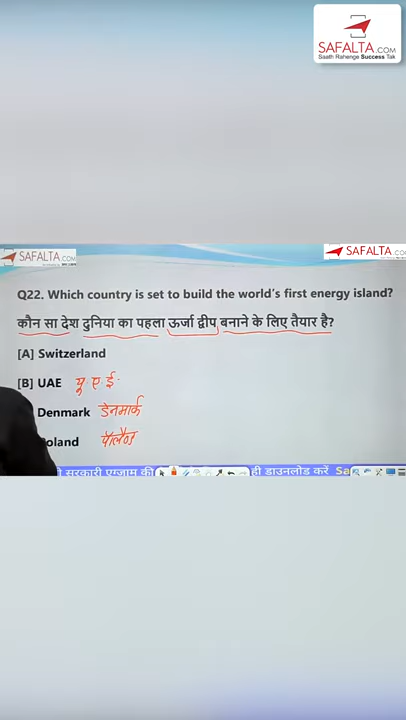 SAFALTA.COM
Saath Rahenge Success Tak
SAFALTA.COM
SAFALTA.COM
Q22. Which country is set to build the world's first energy island?
कौन सा देश दुनिया का पहला ऊर्जा द्वीप बनाने के लिए तैयार है?
[A] Switzerland
[B] UAE यू ए ई
Denmark डेनमार्क
oland पोलैण्ड
सरकारी एग्जाम की ही डाउनलोड करें Sa